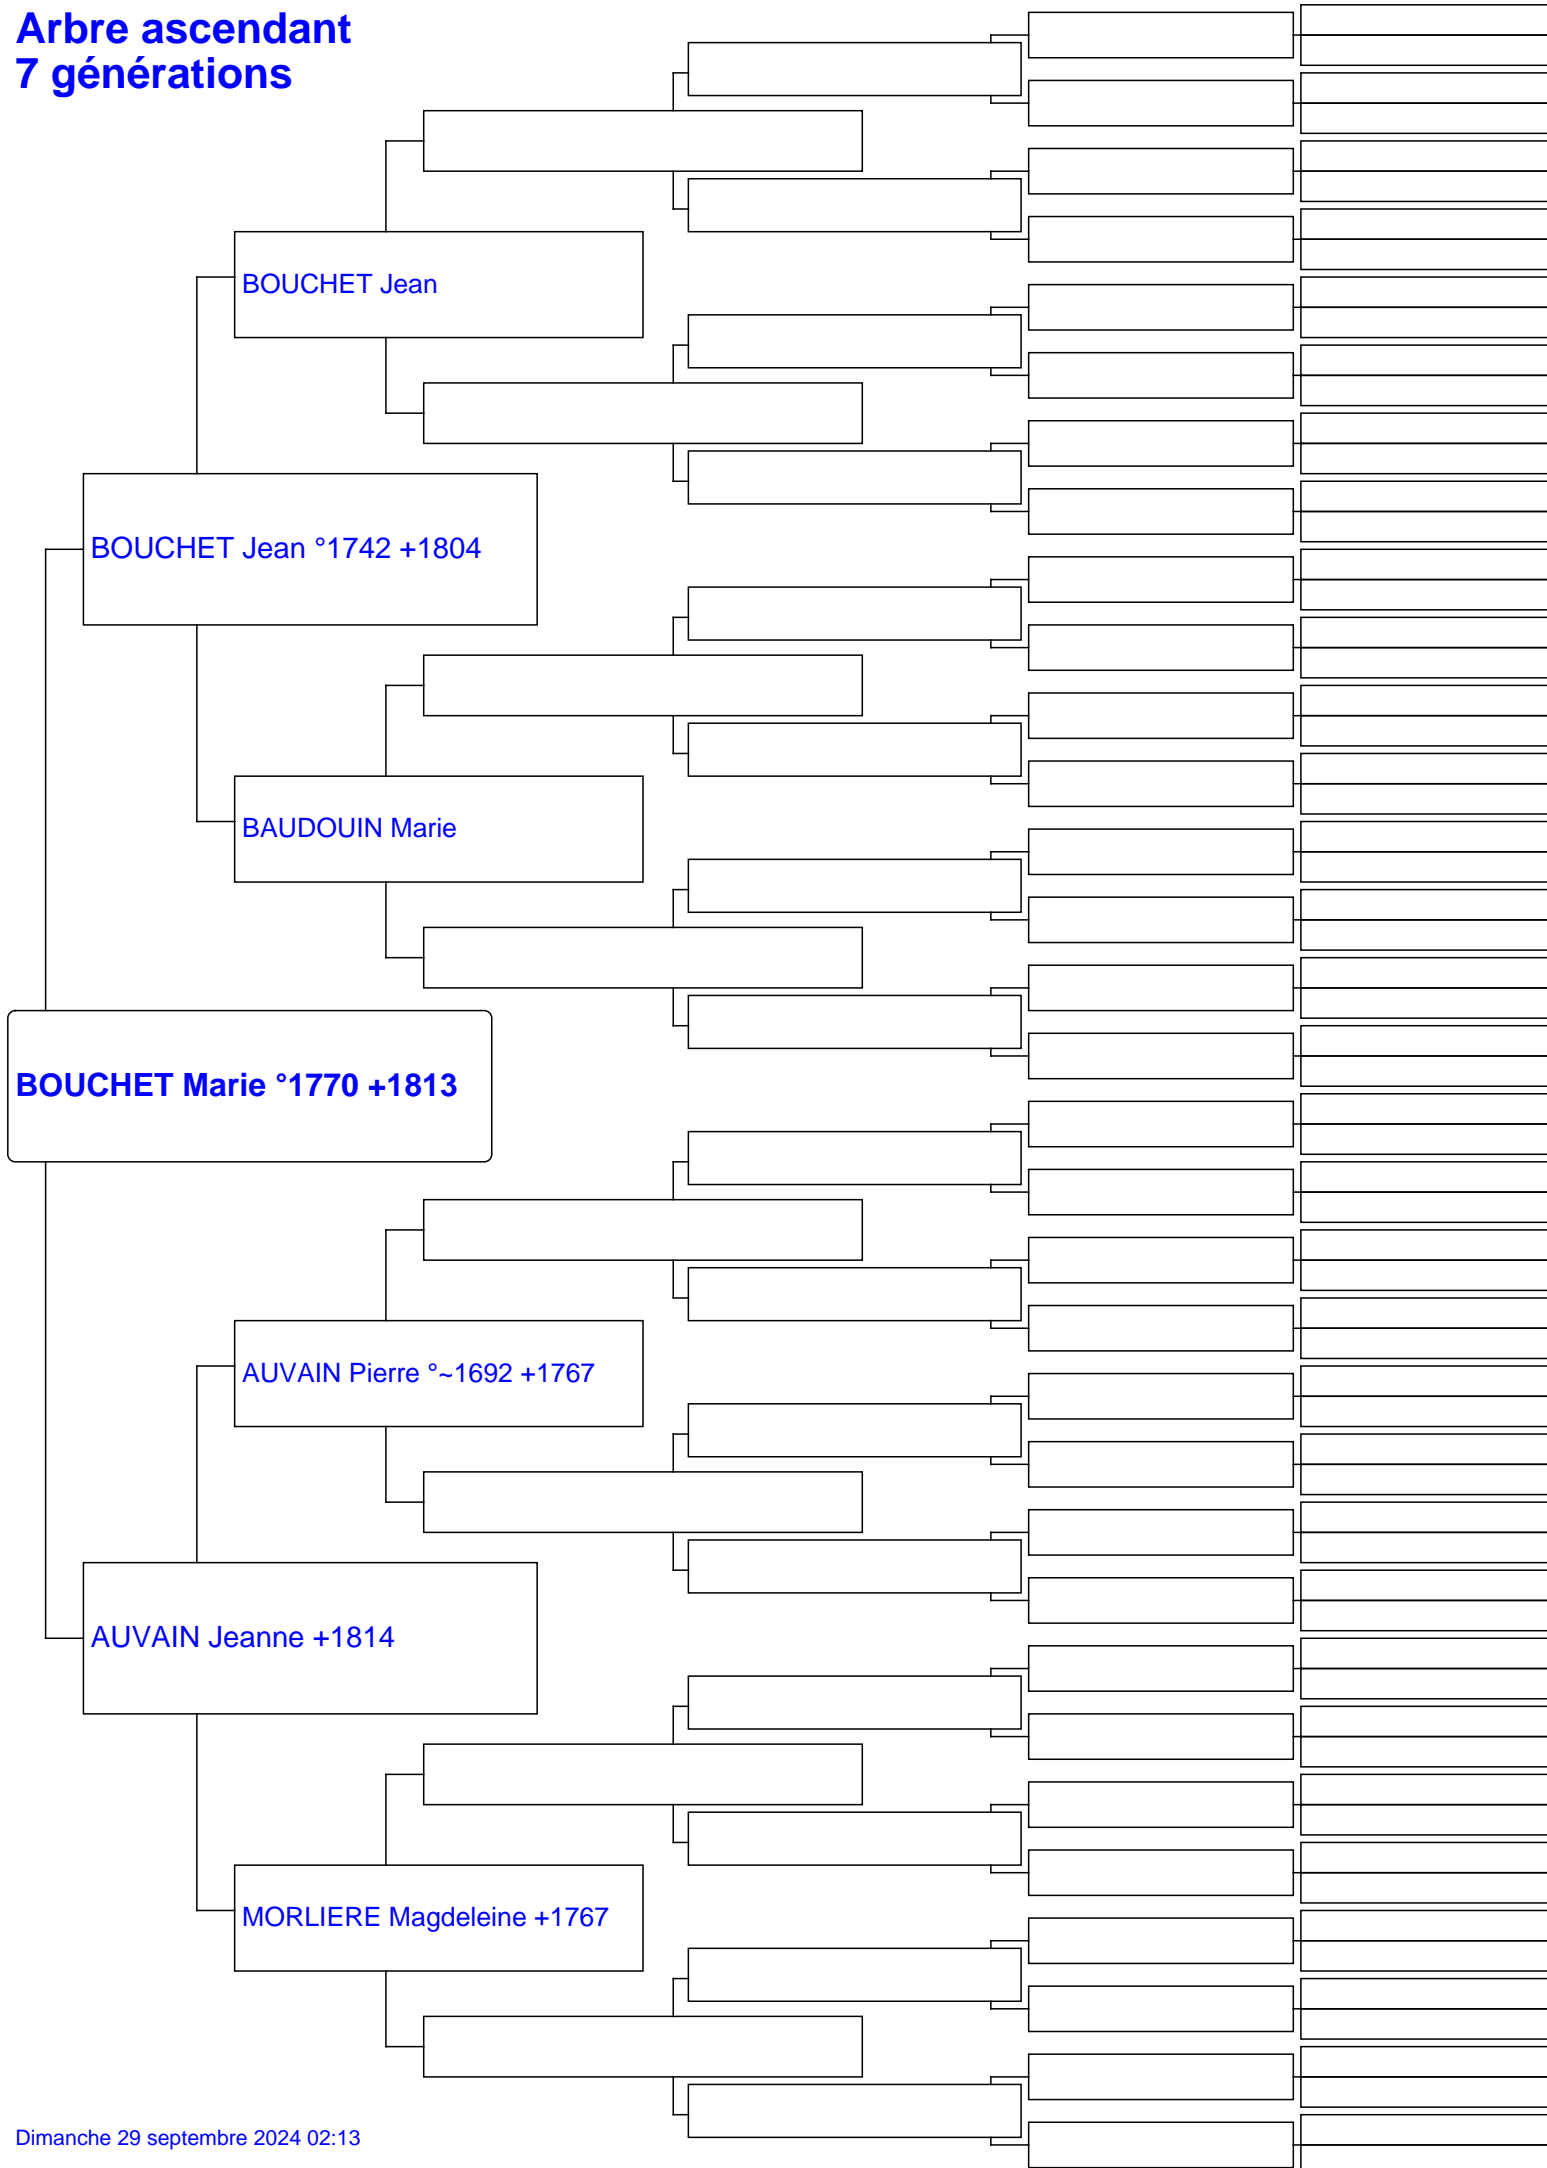 Arbre ascendant
7 générations
BOUCHET Jean
BOUCHET Jean °1742 +1804
BAUDOUIN Marie
BOUCHET Marie °1770 +1813
AUVAIN Pierre °~1692 +1767
AUVAIN Jeanne +1814
MORLIERE Magdeleine +1767
Dimanche 29 septembre 2024 02:13